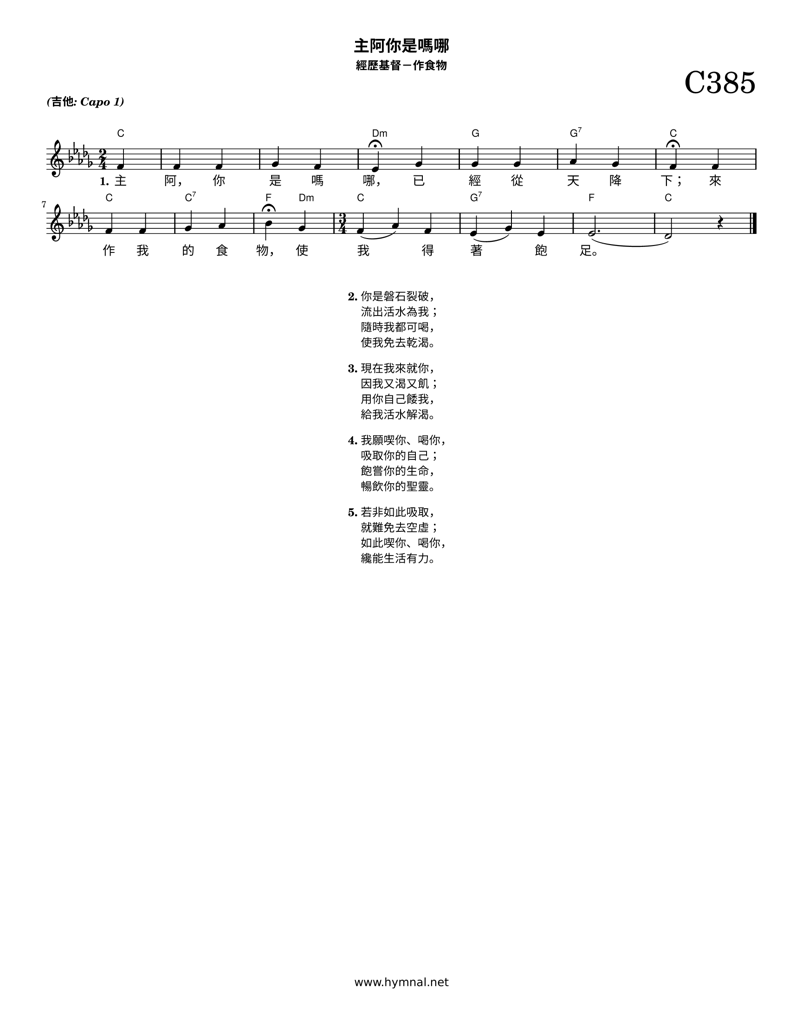 主阿你是嗎哪
經歷基督－作食物
C385
(吉他: Capo 1)
C Dm G G7 C
1. 主 阿， 你 是 嗎 哪， 已 經 從 天 降 下； 來
7
C C7 F Dm C G7 F C
作 我 的 食 物， 使 我 得 著 飽 足。
2. 你是磐石裂破，
流出活水為我；
隨時我都可喝，
使我免去乾渴。
3. 現在我來就你，
因我又渴又飢；
用你自己餧我，
給我活水解渴。
4. 我願喫你、喝你，
吸取你的自己；
飽嘗你的生命，
暢飲你的聖靈。
5. 若非如此吸取，
就難免去空虛；
如此喫你、喝你，
纔能生活有力。
www.hymnal.net